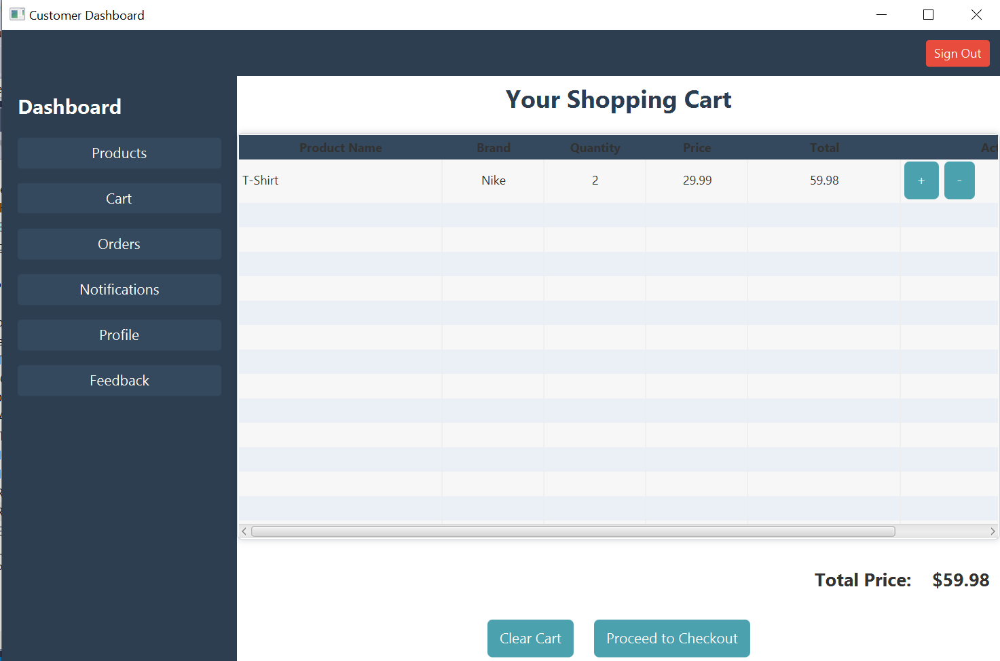 Customer Dashboard
Sign Out
Dashboard
Products
Cart
Orders
Notifications
Profile
Feedback
Your Shopping Cart
Product Name Brand Quantity Price Total
T-Shirt Nike 2 29.99 59.98 + -
Total Price: $59.98
Clear Cart Proceed to Checkout